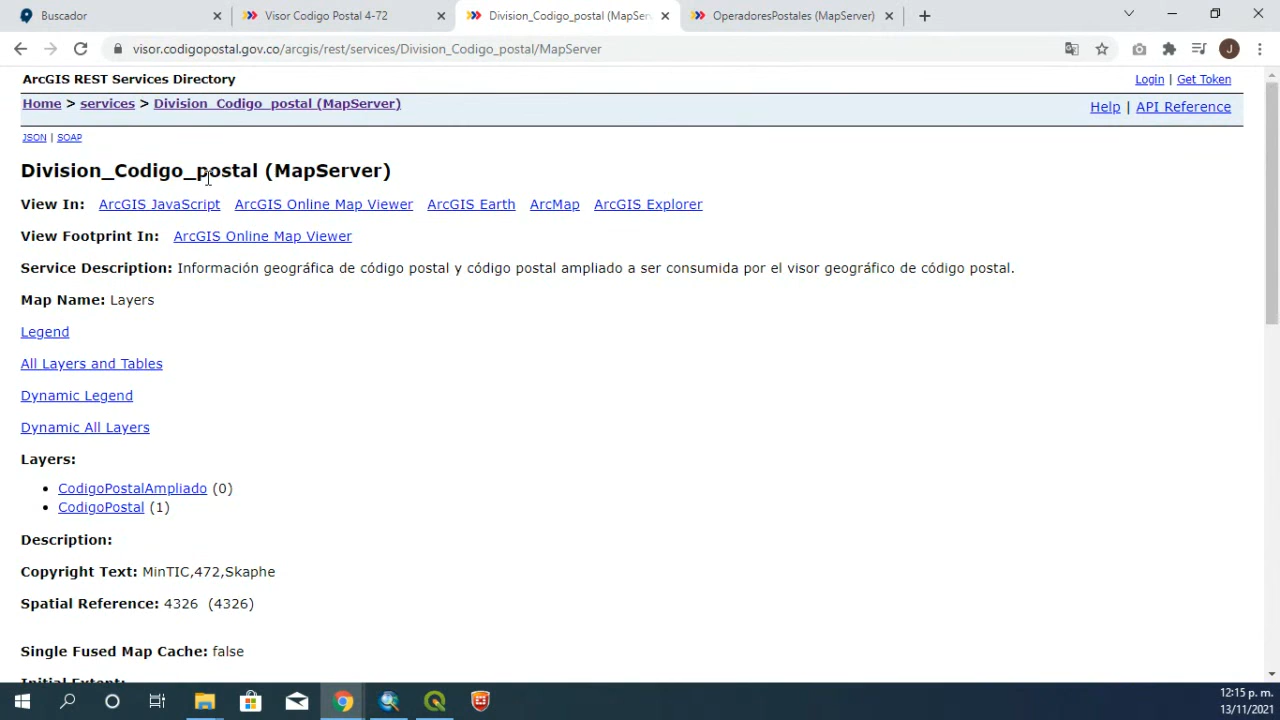 Buscador
Visor Codigo Postal 4-72
Division_Codigo_postal (MapServ
OperadoresPostales (MapServer)
visor.codigopostal.gov.co/arcgis/rest/services/Division_Codigo_postal/MapServer
J
ArcGIS REST Services Directory
Login | Get Token
Home > services > Division_Codigo_postal (MapServer)
Help | API Reference
JSON | SOAP
Division_Codigo_postal (MapServer)
View In: ArcGIS JavaScript ArcGIS Online Map Viewer ArcGIS Earth ArcMap ArcGIS Explorer
View Footprint In: ArcGIS Online Map Viewer
Service Description: Información geográfica de código postal y código postal ampliado a ser consumida por el visor geográfico de código postal.
Map Name: Layers
Legend
All Layers and Tables
Dynamic Legend
Dynamic All Layers
Layers:
• CodigoPostalAmpliado (0)
• CodigoPostal (1)
Description:
Copyright Text: MinTIC,472,Skaphe
Spatial Reference: 4326 (4326)
Single Fused Map Cache: false
Initial Extent:
12:15 p. m.
13/11/2021